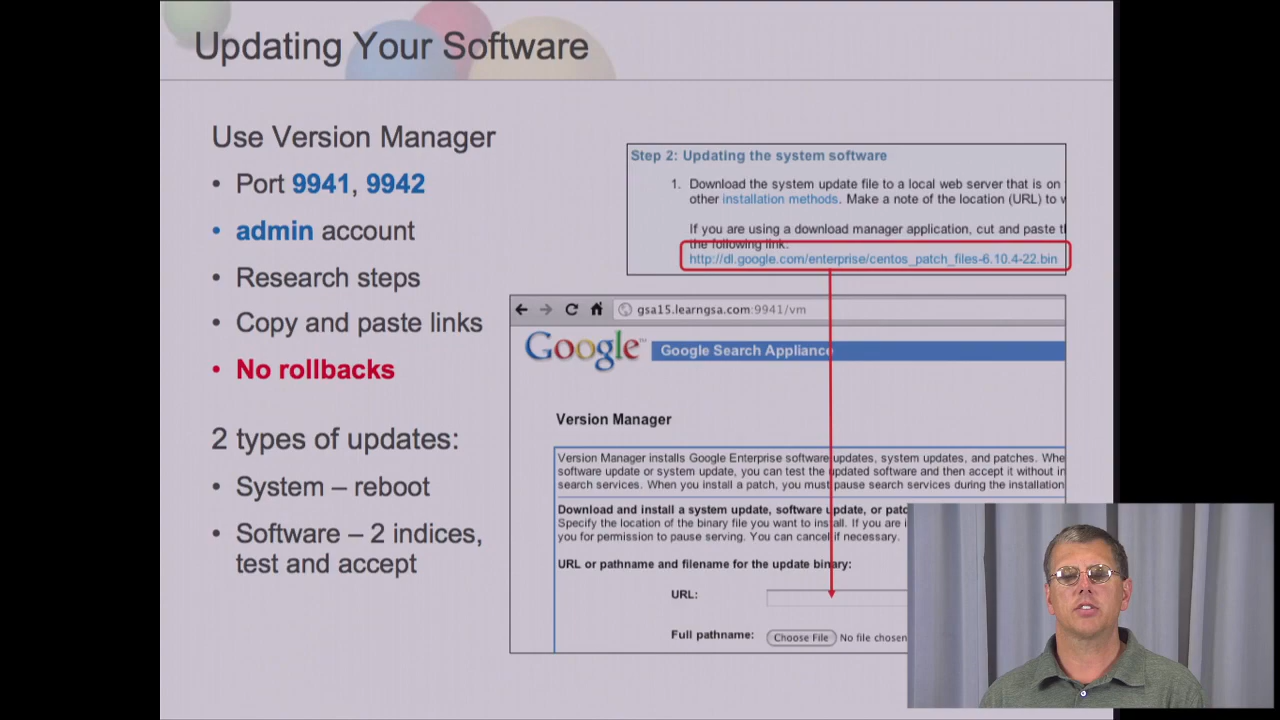 Updating Your Software
Use Version Manager
• Port 9941, 9942
• admin account
• Research steps
• Copy and paste links
• No rollbacks
2 types of updates:
• System – reboot
• Software – 2 indices,
test and accept
Step 2: Updating the system software
1. Download the system update file to a local web server that is on
other installation methods. Make a note of the location (URL) to
If you are using a download manager application, cut and paste
the following link.
http://dl.google.com/enterprise/centos_patch_files-6.10.4-22.bin
gsa15.learngsa.com:9941/vm
Google™ Google Search Appliance
Version Manager
Version Manager installs Google Enterprise software updates, system updates, and patches.
software update or system update, you can test the updated software and then accept it without
search services. When you install a patch, you must pause search services during the installation
Download and install a system update, software update, or
Specify the location of the binary file you want to install. If you are
you for permission to pause serving. You can cancel if necessary.
URL or pathname and filename for the update binary:
URL:
Full pathname: Choose File No file chosen